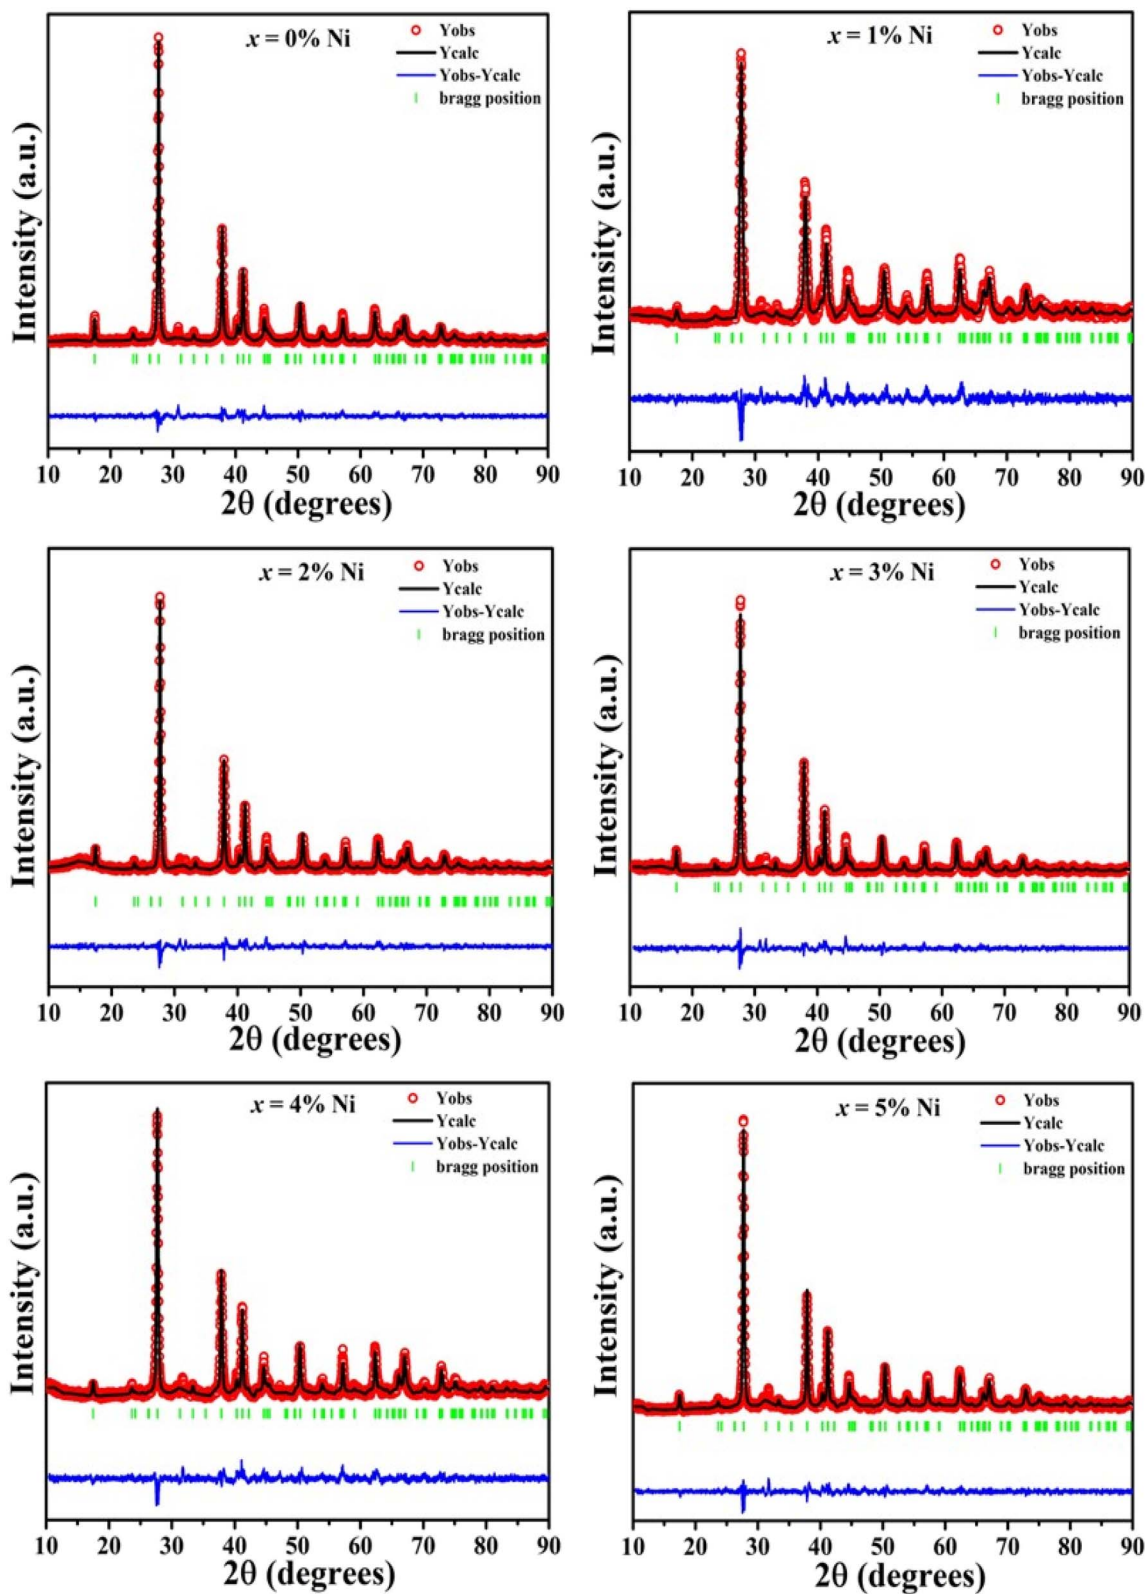 x = 0% Ni
Yobs
Ycalc
Yobs-Ycalc
bragg position
Intensity (a.u.)
10 20 30 40 50 60 70 80 90
2θ (degrees)
x = 1% Ni
Yobs
Ycalc
Yobs-Ycalc
bragg position
Intensity (a.u.)
10 20 30 40 50 60 70 80 90
2θ (degrees)
x = 2% Ni
Yobs
Ycalc
Yobs-Ycalc
bragg position
Intensity (a.u.)
10 20 30 40 50 60 70 80 90
2θ (degrees)
x = 3% Ni
Yobs
Ycalc
Yobs-Ycalc
bragg position
Intensity (a.u.)
10 20 30 40 50 60 70 80 90
2θ (degrees)
x = 4% Ni
Yobs
Ycalc
Yobs-Ycalc
bragg position
Intensity (a.u.)
10 20 30 40 50 60 70 80 90
2θ (degrees)
x = 5% Ni
Yobs
Ycalc
Yobs-Ycalc
bragg position
Intensity (a.u.)
10 20 30 40 50 60 70 80 90
2θ (degrees)